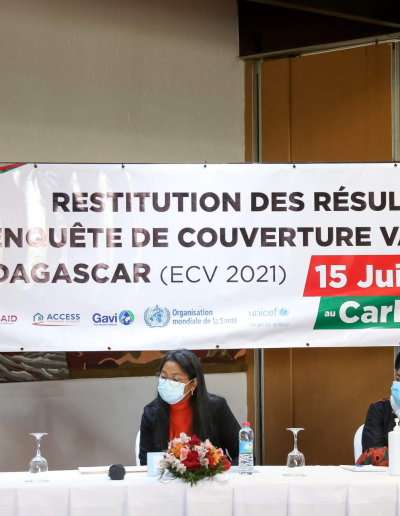 RESTITUTION DES RÉSUL
ENQUÊTE DE COUVERTURE VA
DAGASCAR (ECV 2021)
15 Jui
au Carl
AID
ACCESS
Gavi
Organisation
mondiale de la Santé
unicef